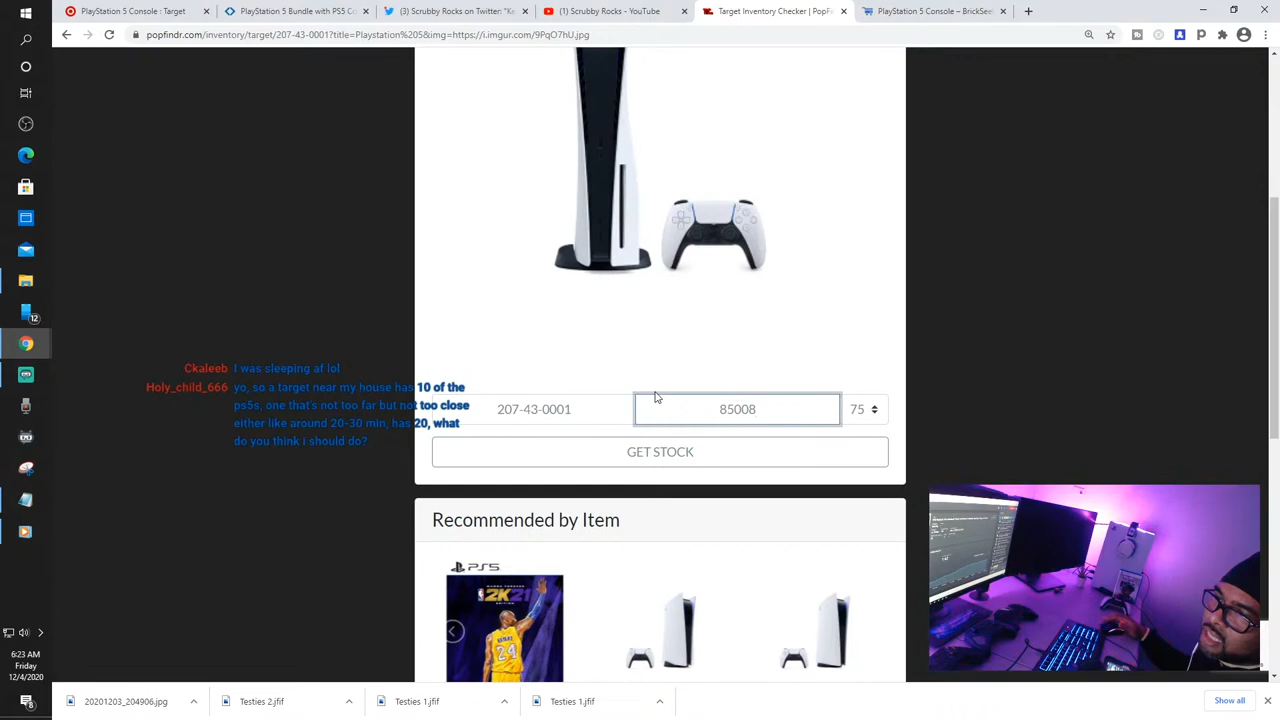 PlayStation 5 Console : Target
PlayStation 5 Bundle with PS5 Co
(3) Scrubby Rocks on Twitter: "Ke
(1) Scrubby Rocks - YouTube
Target Inventory Checker | PopFi
PlayStation 5 Console – BrickSee
popfindr.com/inventory/target/207-43-0001?title=Playstation %205&img=https://i.imgur.com/9PqO7hU.jpg
Ckaleeb I was sleeping af lol
Holy_child_666 yo, so a target near my house has 10 of the
ps5s, one that's not too far but not too close
either like around 20-30 min, has 20, what
do you think i should do?
207-43-0001 85008 75
GET STOCK
Recommended by Item
PS5
2K21
24
12
6:23 AM
Friday
12/4/2020
8
20201203_204906.jpg
Testies 2.jfif
Testies 1.jfif
Testies 1.jfif
Show all